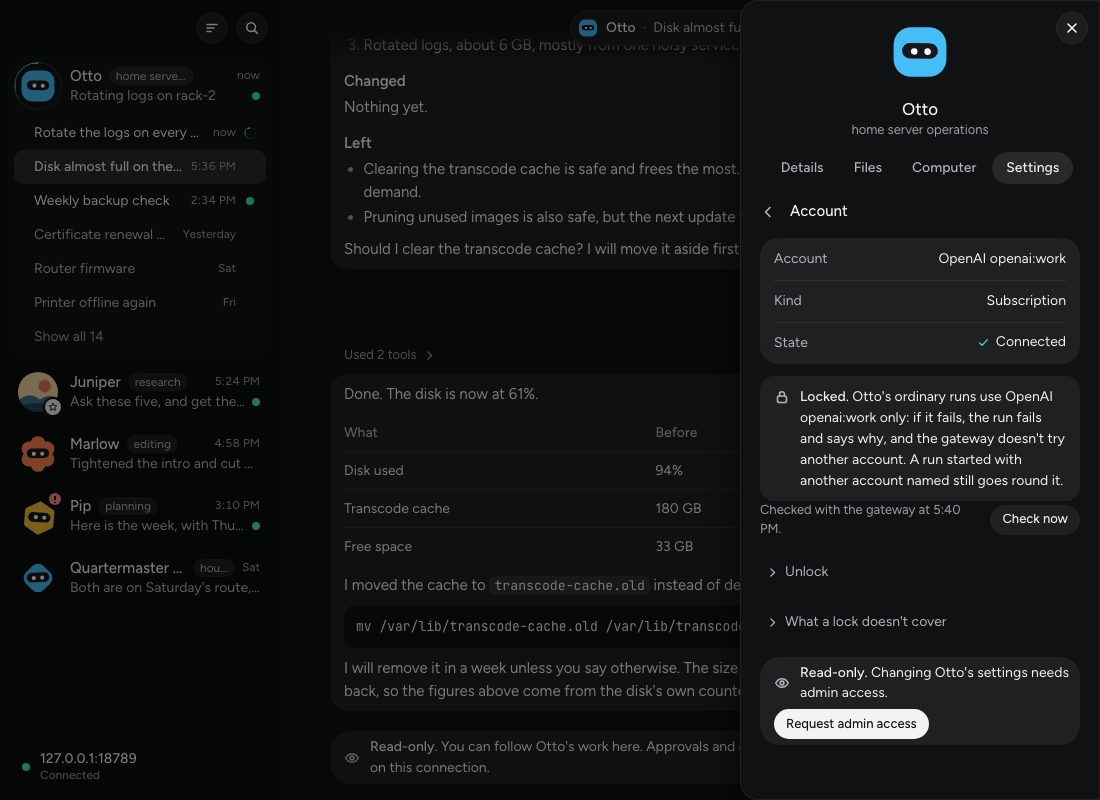 Otto home serve... now
Rotating logs on rack-2
Rotate the logs on every ... now
Disk almost full on the... 5:36 PM
Weekly backup check 2:34 PM
Certificate renewal ... Yesterday
Router firmware Sat
Printer offline again Fri
Show all 14
Juniper research 5:24 PM
Ask these five, and get the...
Marlow editing 4:58 PM
Tightened the intro and cut ...
Pip planning 3:10 PM
Here is the week, with Thu...
Quartermaster ... hou... Sat
Both are on Saturday's route,...
127.0.0.1:18789
Connected
Otto · Disk almost fu
3. Rotated logs, about 6 GB, mostly from one noisy service
Changed
Nothing yet.
Left
• Clearing the transcode cache is safe and frees the most.
demand.
• Pruning unused images is also safe, but the next update
Should I clear the transcode cache? I will move it aside first
Used 2 tools
Done. The disk is now at 61%.
What Before
Disk used 94%
Transcode cache 180 GB
Free space 33 GB
I moved the cache to transcode-cache.old instead of de
mv /var/lib/transcode-cache.old /var/lib/transcod
I will remove it in a week unless you say otherwise. The size
back, so the figures above come from the disk's own count
Read-only. You can follow Otto's work here. Approvals and
on this connection.
Otto
home server operations
Details Files Computer Settings
Account
Account OpenAI openai:work
Kind Subscription
State Connected
Locked. Otto's ordinary runs use OpenAI
openai:work only: if it fails, the run fails
and says why, and the gateway doesn't try
another account. A run started with
another account named still goes round it.
Checked with the gateway at 5:40
PM.
Check now
Unlock
What a lock doesn't cover
Read-only. Changing Otto's settings needs
admin access.
Request admin access